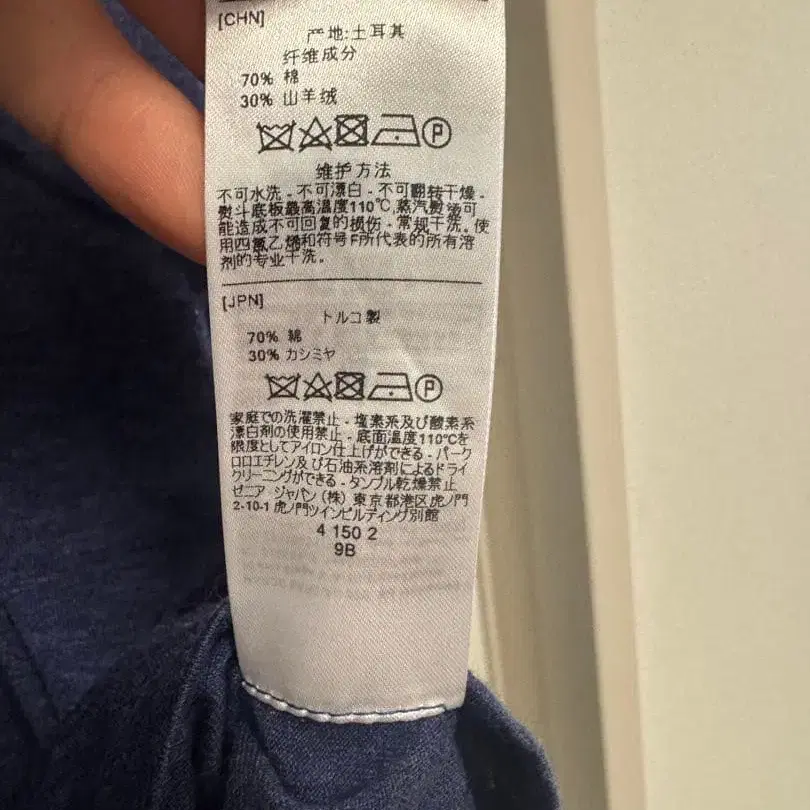 [CHN]
产地:土耳其
纤维成分
70% 棉
30% 山羊绒
P
维护方法
不可水洗 - 不可漂白 - 不可翻转干燥 -
熨斗底板最高温度110℃,蒸汽熨烫可
能造成不可回复的损伤 - 常规干洗。使
用四氯乙烯和符号F所代表的所有溶
剂的专业干洗。
[JPN]
トルコ製
70% 綿
30% カシミヤ
P
家庭での洗濯禁止 - 塩素系及び酸素系
漂白剤の使用禁止 - 底面温度110℃を
限度としてアイロン仕上げができる - パーク
ロロエチレン及び石油系溶剤によるドライ
クリーニングができる - タンブル乾燥禁止
ゼニア ジャパン (株) 東京都港区虎ノ門
2-10-1 虎ノ門ツインビルディング別館
4 150 2
9B